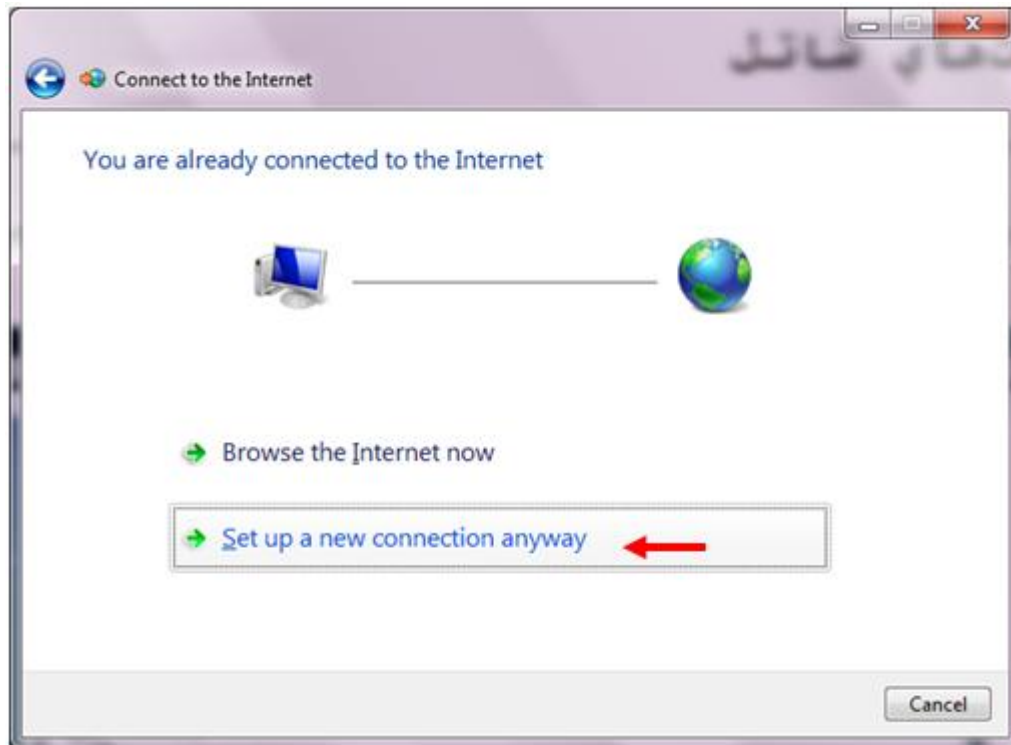 Connect to the Internet
You are already connected to the Internet
Browse the Internet now
Set up a new connection anyway
Cancel